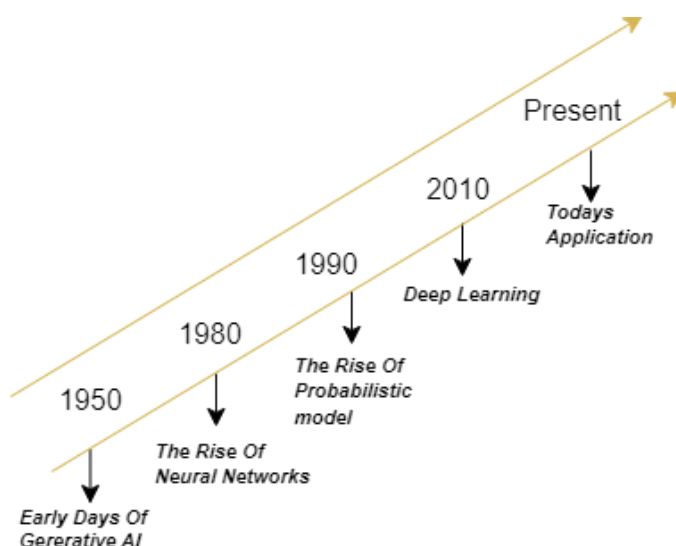 Present
2010
Todays
Application
1990
Deep Learning
1980
The Rise Of
Probabilistic
model
1950
The Rise Of
Neural Networks
Early Days Of
Gererative AI